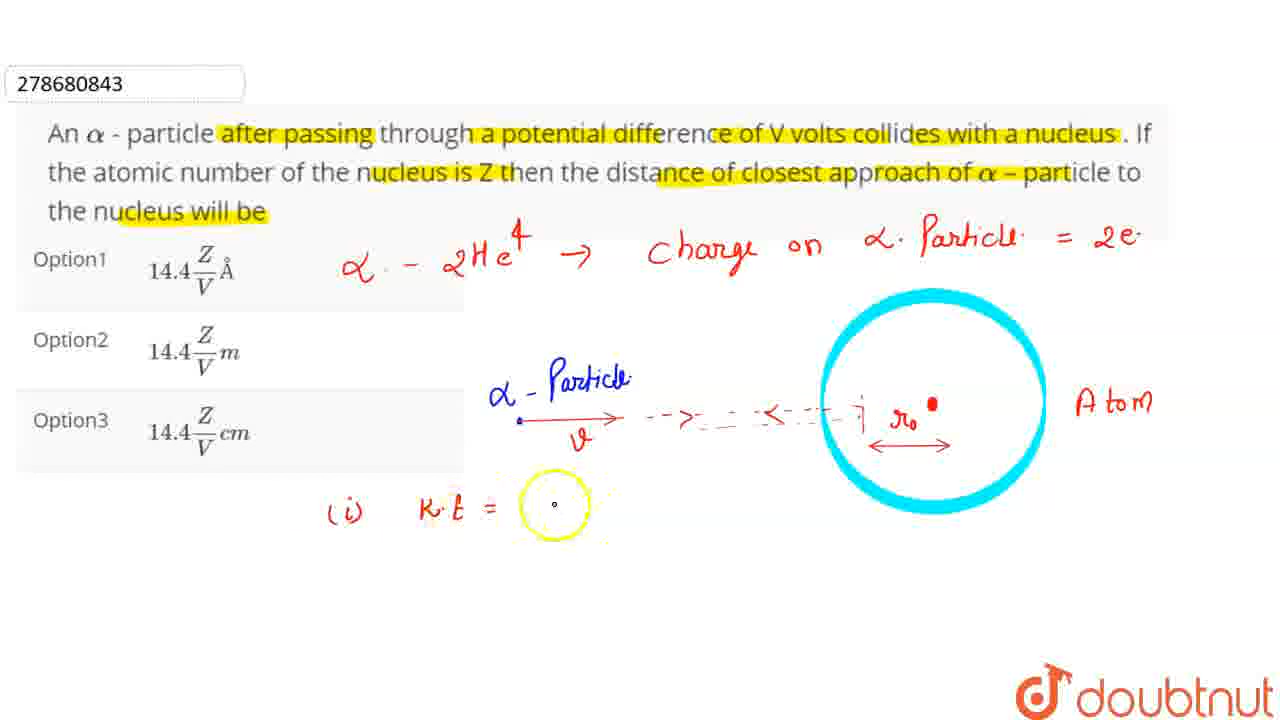 278680843
An α - particle after passing through a potential difference of V volts collides with a nucleus . If
the atomic number of the nucleus is Z then the distance of closest approach of α – particle to
the nucleus will be
α - 2He4 → Charge on α. Particle = 2e.
Option1 14.4 Z/V Å
Option2 14.4 Z/V m
Option3 14.4 Z/V cm
α - Particle
v
r₀
Atom
(i) K.E =
doubtnut